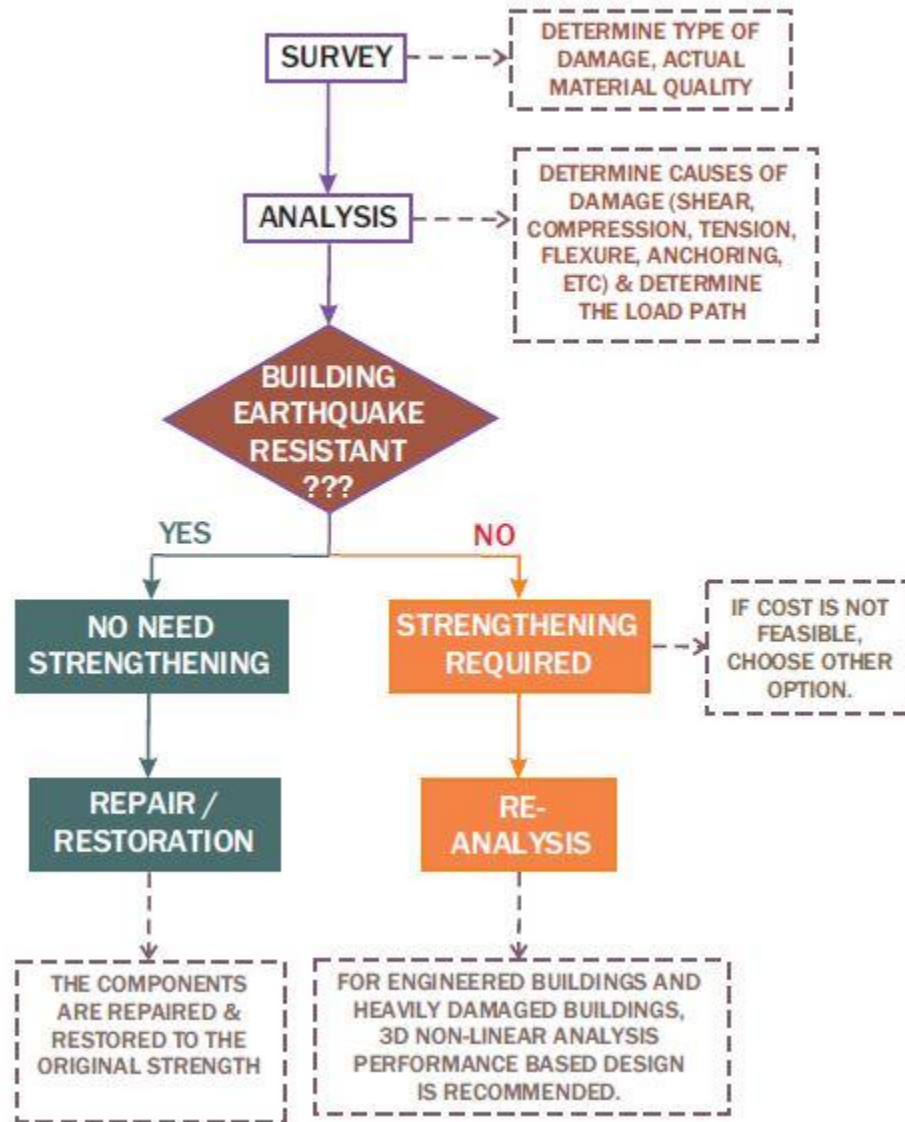 SURVEY
DETERMINE TYPE OF
DAMAGE, ACTUAL
MATERIAL QUALITY
ANALYSIS
DETERMINE CAUSES OF
DAMAGE (SHEAR,
COMPRESSION, TENSION,
FLEXURE, ANCHORING,
ETC) & DETERMINE
THE LOAD PATH
BUILDING
EARTHQUAKE
RESISTANT
???
YES
NO
NO NEED
STRENGTHENING
STRENGTHENING
REQUIRED
IF COST IS NOT
FEASIBLE,
CHOOSE OTHER
OPTION.
REPAIR /
RESTORATION
RE-
ANALYSIS
THE COMPONENTS
ARE REPAIRED &
RESTORED TO THE
ORIGINAL STRENGTH
FOR ENGINEERED BUILDINGS AND
HEAVILY DAMAGED BUILDINGS,
3D NON-LINEAR ANALYSIS
PERFORMANCE BASED DESIGN
IS RECOMMENDED.